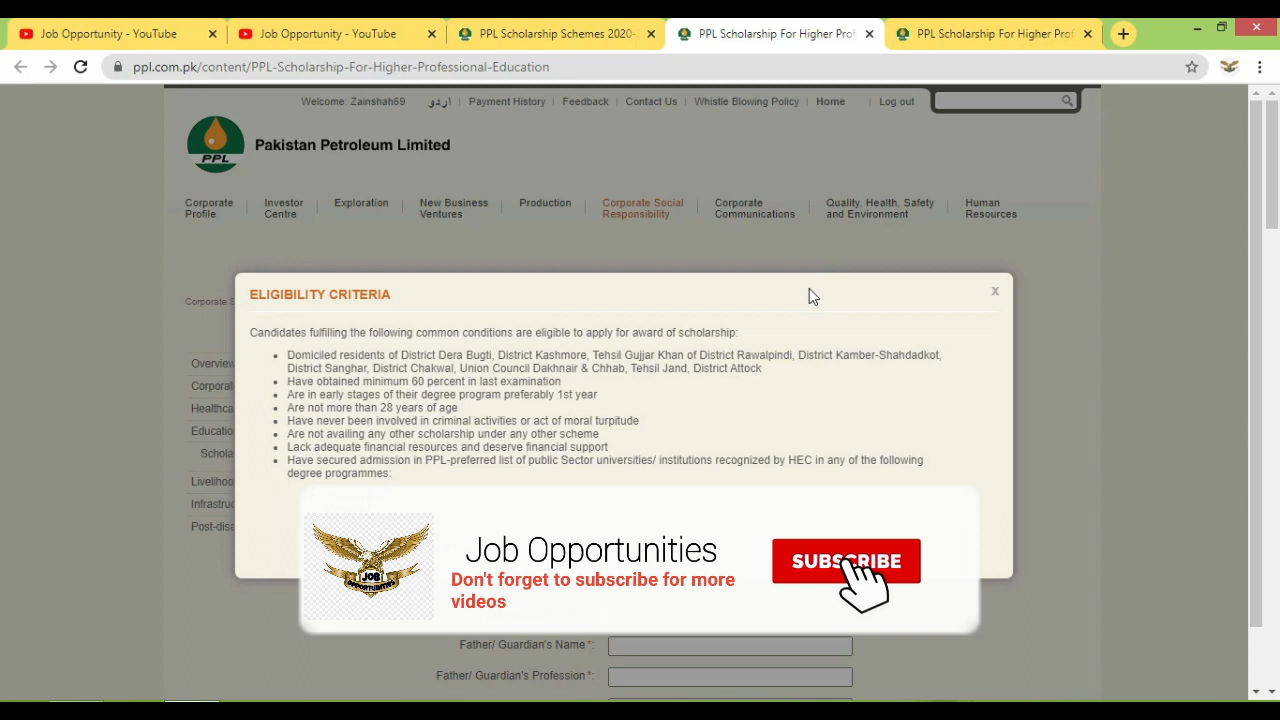 Job Opportunity - YouTube
Job Opportunity - YouTube
PPL Scholarship Schemes 2020-
PPL Scholarship For Higher Prof
PPL Scholarship For Higher Prof
ppl.com.pk/content/PPL-Scholarship-For-Higher-Professional-Education
Welcome: Zainshah69 اردو | Payment History | Feedback | Contact Us | Whistle Blowing Policy | Home | Log out
PPL
Pakistan Petroleum Limited
Corporate Profile
Investor Centre
Exploration
New Business Ventures
Production
Corporate Social Responsibility
Corporate Communications
Quality, Health, Safety and Environment
Human Resources
Corporate S
ELIGIBILITY CRITERIA
x
Candidates fulfilling the following common conditions are eligible to apply for award of scholarship:
Domiciled residents of District Dera Bugti, District Kashmore, Tehsil Gujjar Khan of District Rawalpindi, District Kamber-Shahdadkot,
District Sanghar, District Chakwal, Union Council Dakhnair & Chhab, Tehsil Jand, District Attock
Have obtained minimum 60 percent in last examination
Are in early stages of their degree program preferably 1st year
Are not more than 28 years of age
Have never been involved in criminal activities or act of moral turpitude
Are not availing any other scholarship under any other scheme
Lack adequate financial resources and deserve financial support
Have secured admission in PPL-preferred list of public Sector universities/ institutions recognized by HEC in any of the following
degree programmes:
Overview
Corporat
Healthca
Educatio
Schola
Livelihoo
Infrastruc
Post-disa
JOB
OPPORTUNITIES
Job Opportunities
Don't forget to subscribe for more
videos
SUBSCRIBE
Father/ Guardian's Name*:
Father/ Guardian's Profession*: